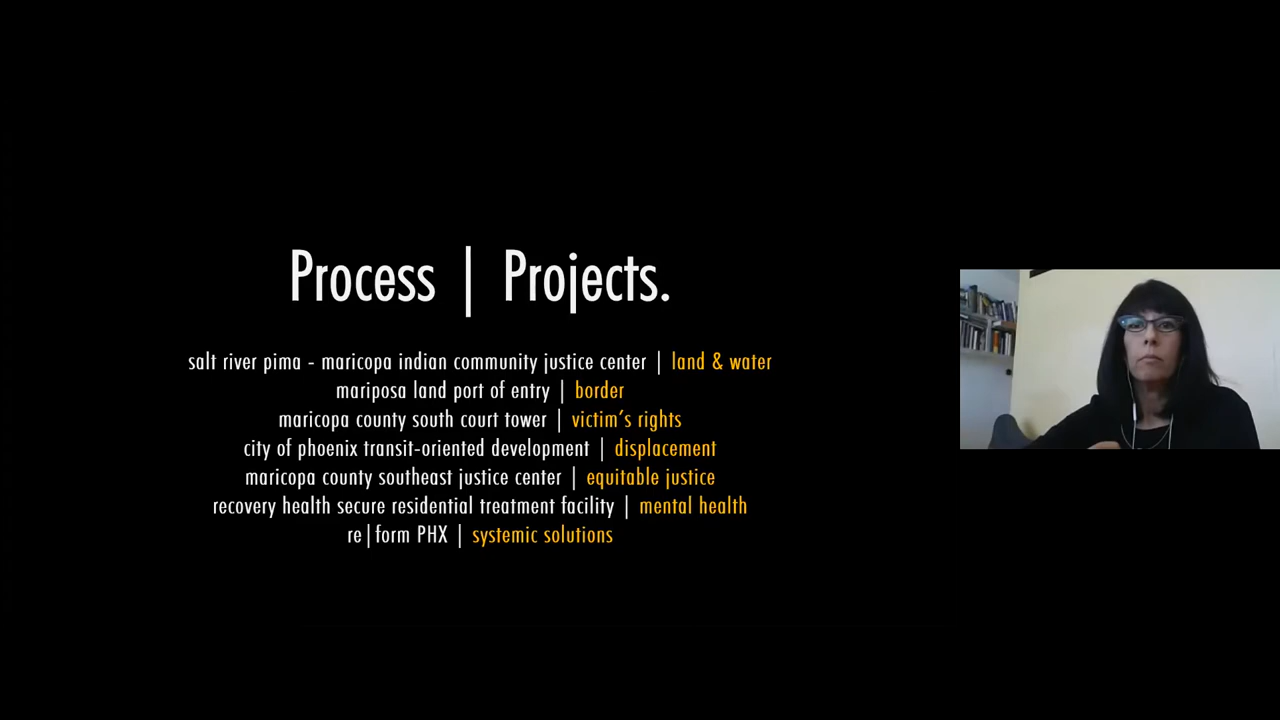 Process | Projects.
salt river pima - maricopa indian community justice center | land & water
mariposa land port of entry | border
maricopa county south court tower | victim's rights
city of phoenix transit-oriented development | displacement
maricopa county southeast justice center | equitable justice
recovery health secure residential treatment facility | mental health
re|form PHX | systemic solutions